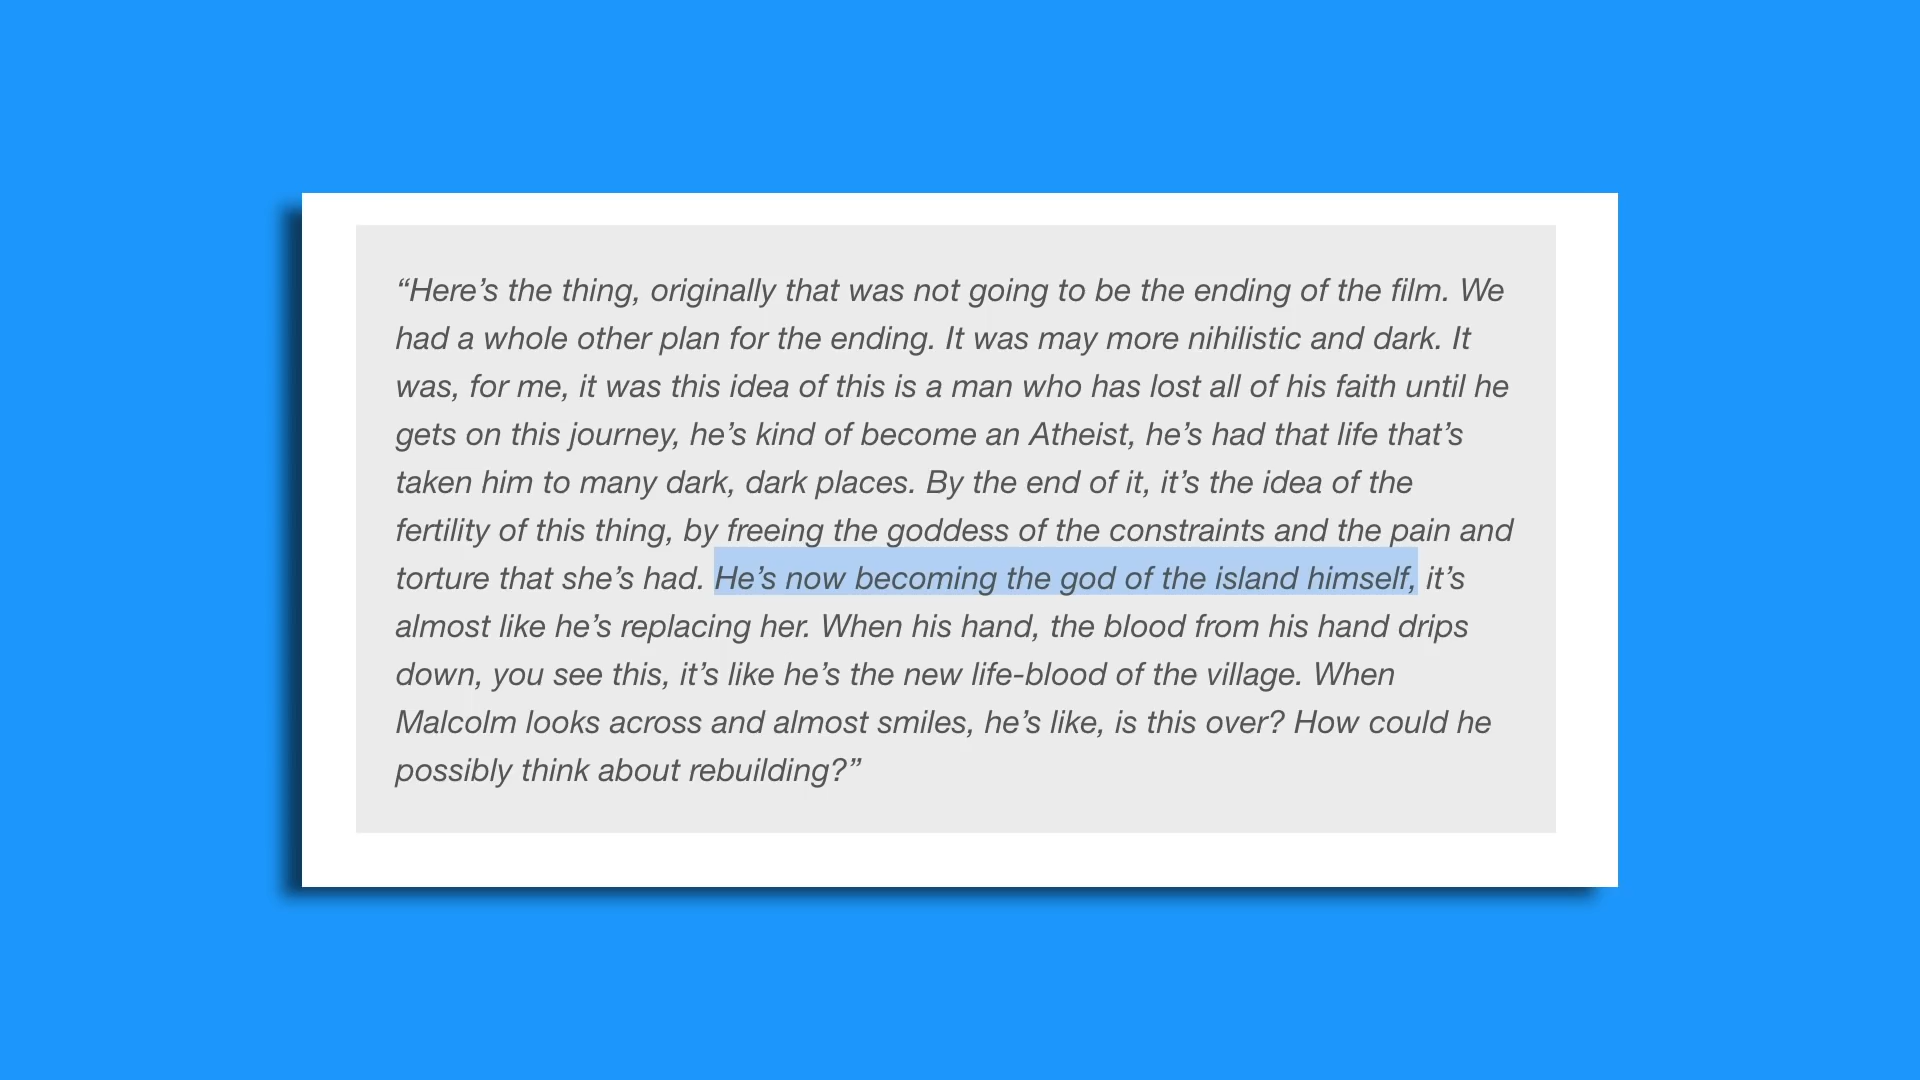 “Here’s the thing, originally that was not going to be the ending of the film. We
had a whole other plan for the ending. It was may more nihilistic and dark. It
was, for me, it was this idea of this is a man who has lost all of his faith until he
gets on this journey, he’s kind of become an Atheist, he’s had that life that’s
taken him to many dark, dark places. By the end of it, it’s the idea of the
fertility of this thing, by freeing the goddess of the constraints and the pain and
torture that she’s had. He’s now becoming the god of the island himself, it’s
almost like he’s replacing her. When his hand, the blood from his hand drips
down, you see this, it’s like he’s the new life-blood of the village. When
Malcolm looks across and almost smiles, he’s like, is this over? How could he
possibly think about rebuilding?”